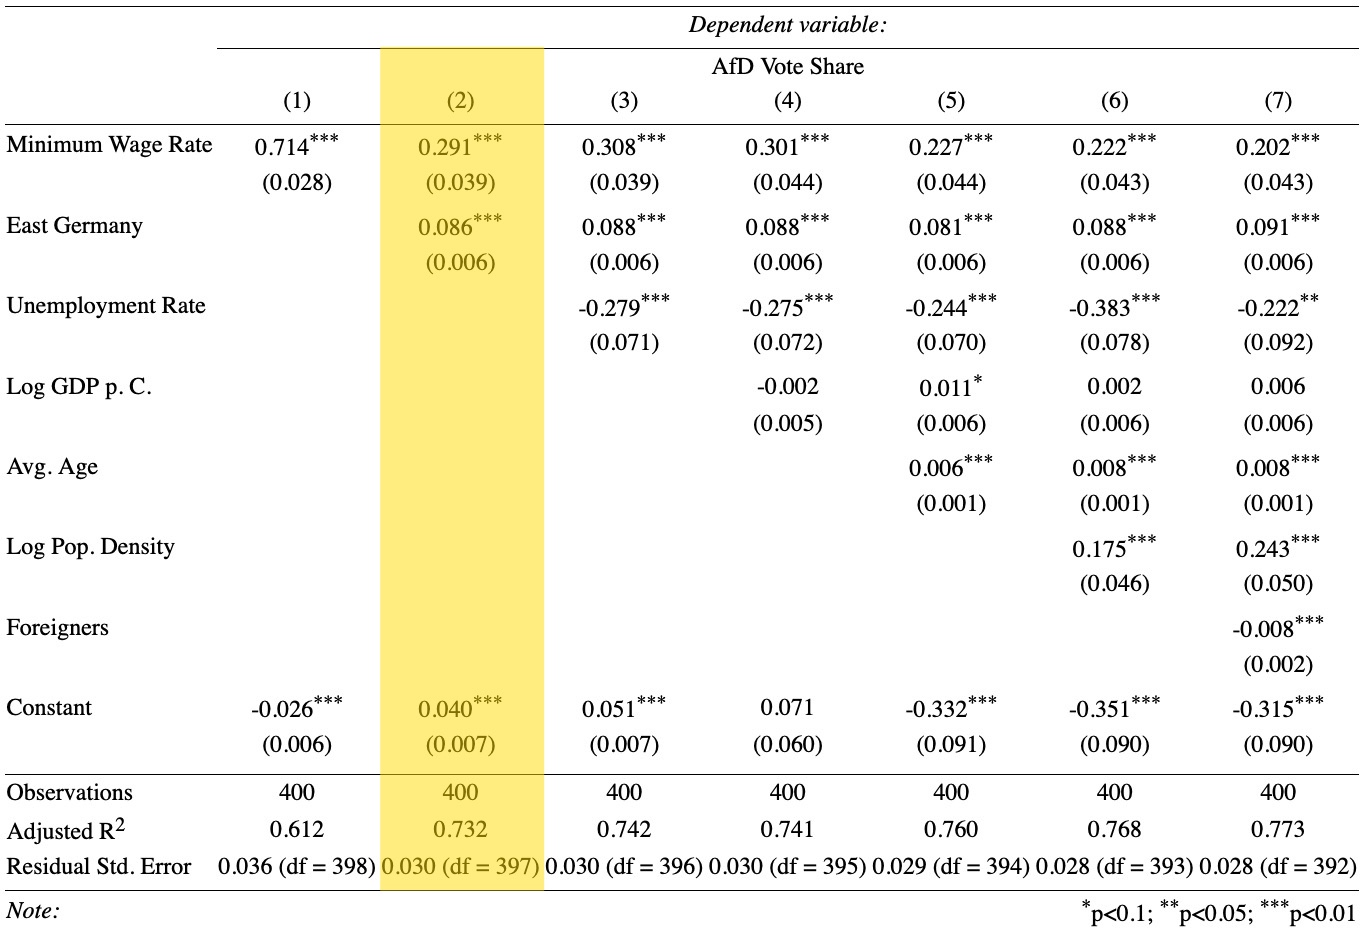 Dependent variable:
AfD Vote Share
(1) (2) (3) (4) (5) (6) (7)
Minimum Wage Rate 0.714*** 0.291*** 0.308*** 0.301*** 0.227*** 0.222*** 0.202***
(0.028) (0.039) (0.039) (0.044) (0.044) (0.043) (0.043)
East Germany 0.086*** 0.088*** 0.088*** 0.081*** 0.088*** 0.091***
(0.006) (0.006) (0.006) (0.006) (0.006) (0.006)
Unemployment Rate -0.279*** -0.275*** -0.244*** -0.383*** -0.222**
(0.071) (0.072) (0.070) (0.078) (0.092)
Log GDP p. C. -0.002 0.011* 0.002 0.006
(0.005) (0.006) (0.006) (0.006)
Avg. Age 0.006*** 0.008*** 0.008***
(0.001) (0.001) (0.001)
Log Pop. Density 0.175*** 0.243***
(0.046) (0.050)
Foreigners -0.008***
(0.002)
Constant -0.026*** 0.040*** 0.051*** 0.071 -0.332*** -0.351*** -0.315***
(0.006) (0.007) (0.007) (0.060) (0.091) (0.090) (0.090)
Observations 400 400 400 400 400 400 400
Adjusted R2 0.612 0.732 0.742 0.741 0.760 0.768 0.773
Residual Std. Error 0.036 (df = 398) 0.030 (df = 397) 0.030 (df = 396) 0.030 (df = 395) 0.029 (df = 394) 0.028 (df = 393) 0.028 (df = 392)
Note: *p<0.1; **p<0.05; ***p<0.01